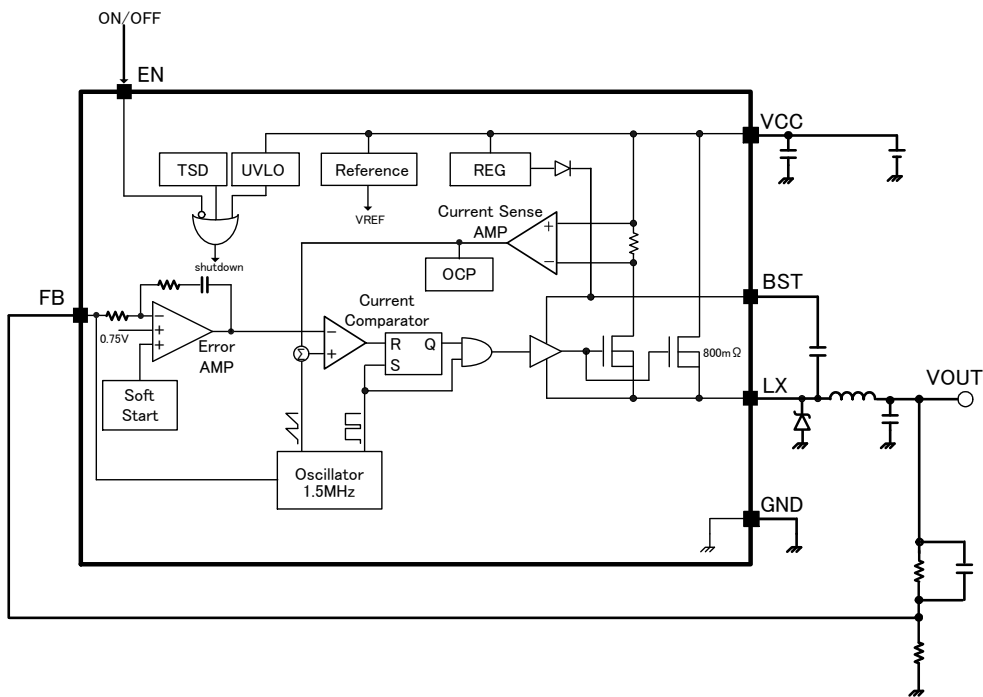 ON/OFF
EN
VCC
TSD
UVLO
Reference
REG
VREF
Current Sense
AMP
+
−
OCP
shutdown
FB
BST
Current
Comparator
−
+
+
0.75V
Error
AMP
−
+
Σ
R
Q
S
800mΩ
LX
VOUT
Soft
Start
Oscillator
1.5MHz
GND